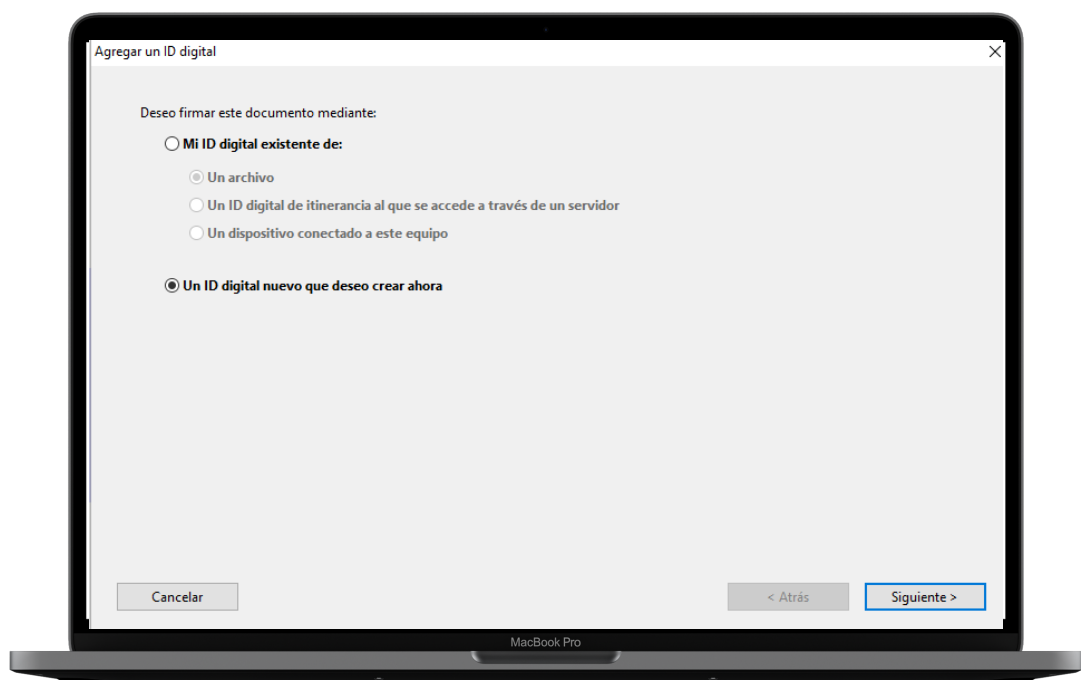 Agregar un ID digital
Deseo firmar este documento mediante:
Mi ID digital existente de:
Un archivo
Un ID digital de itinerancia al que se accede a través de un servidor
Un dispositivo conectado a este equipo
Un ID digital nuevo que deseo crear ahora
Cancelar
< Atrás
Siguiente >
MacBook Pro